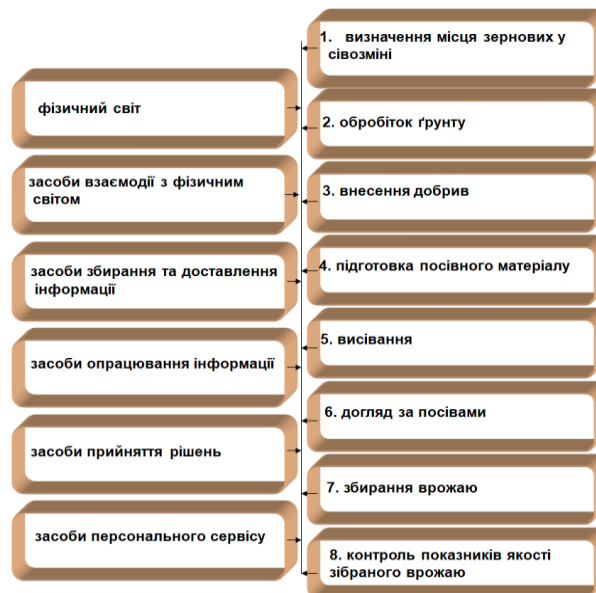 фізичний світ
засоби взаємодії з фізичним
світом
засоби збирання та доставлення
інформації
засоби опрацювання інформації
засоби прийняття рішень
засоби персонального сервісу
1. визначення місця зернових у
сівозміні
2. обробіток ґрунту
3. внесення добрив
4. підготовка посівного матеріалу
5. висівання
6. догляд за посівами
7. збирання врожаю
8. контроль показників якості
зібраного врожаю